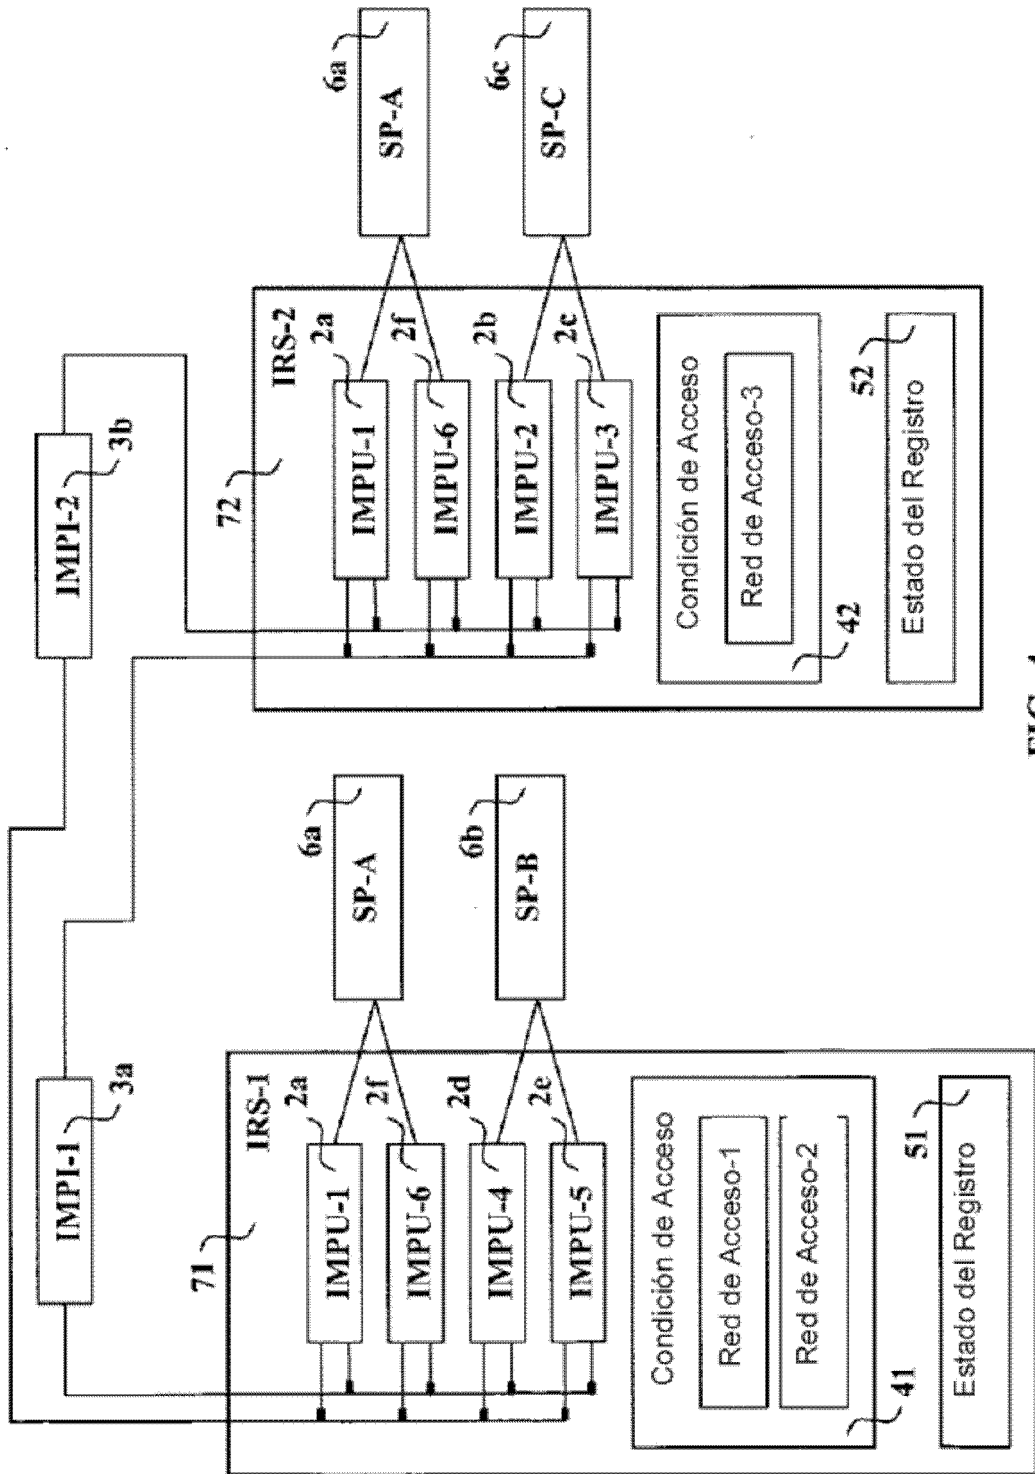 IMPI-1
3a
IMPI-2
3b
71
IRS-1
IMPU-1
2a
IMPU-6
2f
IMPU-4
2d
IMPU-5
2e
SP-A
6a
SP-B
6b
Condición de Acceso
Red de Acceso-1
Red de Acceso-2
41
Estado del Registro
51
72
IRS-2
IMPU-1
2a
IMPU-6
2f
IMPU-2
2b
IMPU-3
2c
SP-A
6a
SP-C
6c
Condición de Acceso
Red de Acceso-3
42
Estado del Registro
52